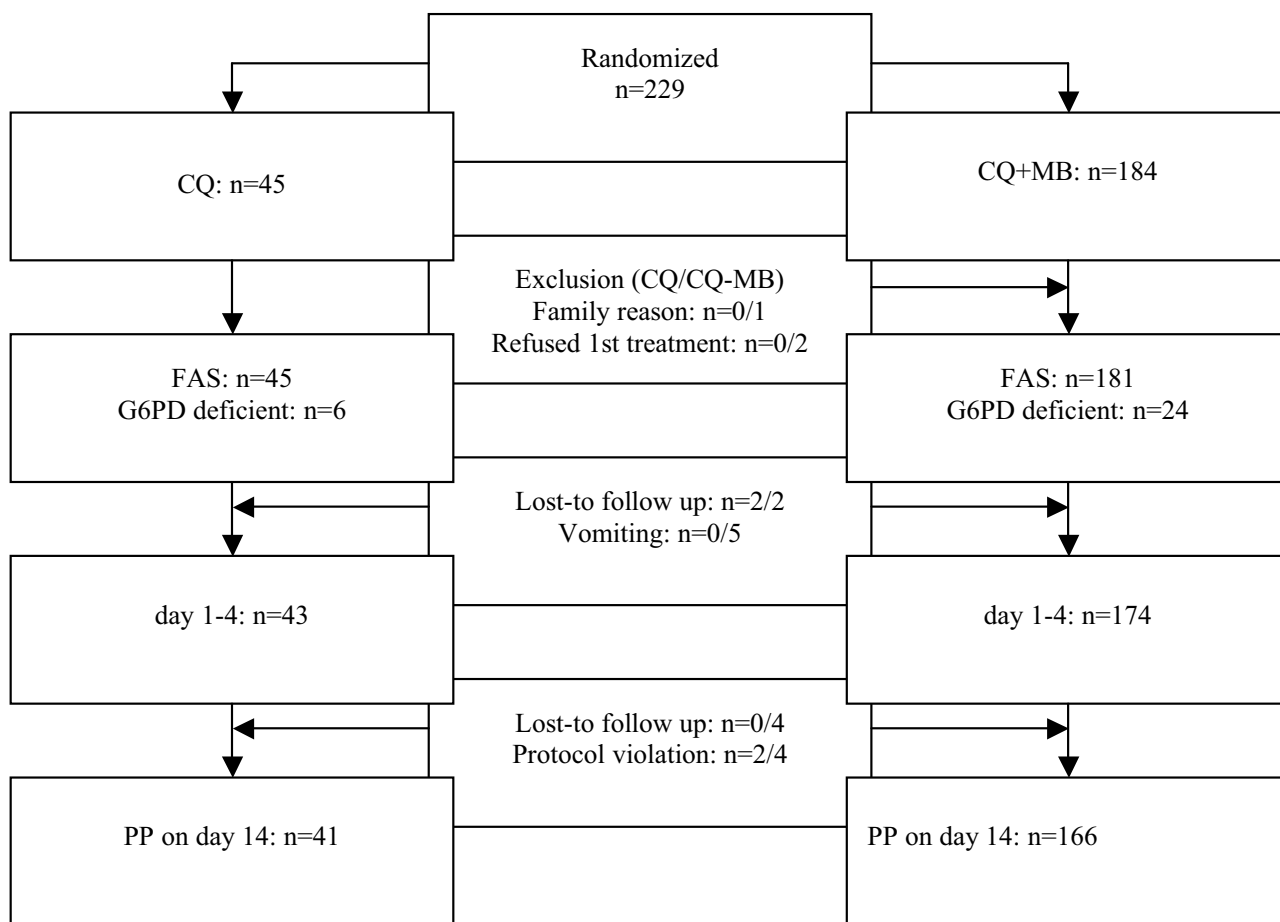 Randomized
n=229
CQ: n=45
CQ+MB: n=184
Exclusion (CQ/CQ-MB)
Family reason: n=0/1
Refused 1st treatment: n=0/2
FAS: n=45
G6PD deficient: n=6
FAS: n=181
G6PD deficient: n=24
Lost-to follow up: n=2/2
Vomiting: n=0/5
day 1-4: n=43
day 1-4: n=174
Lost-to follow up: n=0/4
Protocol violation: n=2/4
PP on day 14: n=41
PP on day 14: n=166